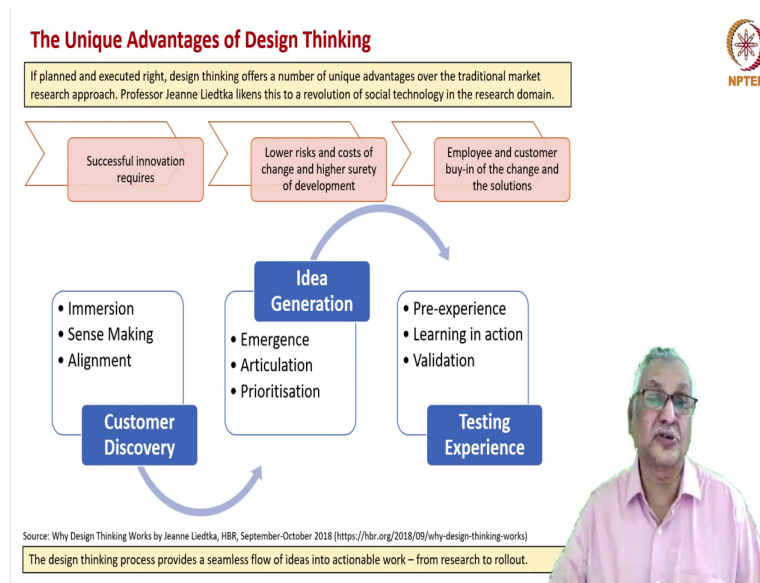 The Unique Advantages of Design Thinking
NPTEL
If planned and executed right, design thinking offers a number of unique advantages over the traditional market
research approach. Professor Jeanne Liedtka likens this to a revolution of social technology in the research domain.
Successful innovation
requires
Lower risks and costs of
change and higher surety
of development
Employee and customer
buy-in of the change and
the solutions
• Immersion
• Sense Making
• Alignment
Customer
Discovery
Idea
Generation
• Emergence
• Articulation
• Prioritisation
• Pre-experience
• Learning in action
• Validation
Testing
Experience
Source: Why Design Thinking Works by Jeanne Liedtka, HBR, September-October 2018 (https://hbr.org/2018/09/why-design-thinking-works)
The design thinking process provides a seamless flow of ideas into actionable work – from research to rollout.